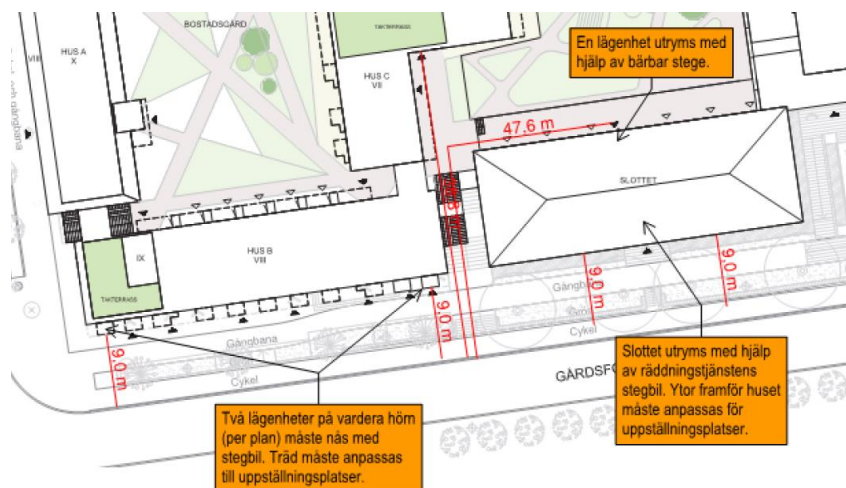 BOSTADSGÅRD
TAKTERRASS
HUS A
X
VIII
HUS C
VII
En lägenhet utryms med
hjälp av bärbar stege.
47,6 m
SLOTTET
HUS B
VIII
IX
TAKTERRASS
9,0 m
9,0 m
9,0 m
9,0 m
Gångbana
Cykel
Gångbana
Cykel
GÅRDSFO
Två lägenheter på vardera hörn
(per plan) måste nås med
stegbil. Träd måste anpassas
till uppställningsplatser.
Slottet utryms med hjälp
av räddningstjänstens
stegbil. Ytor framför huset
måste anpassas för
uppställningsplatser.